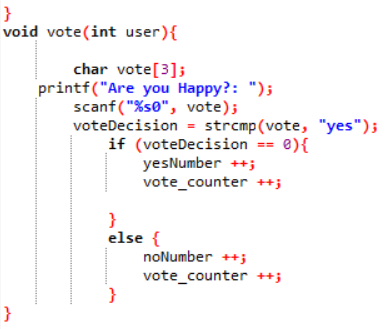 }
void vote(int user){
char vote[3];
printf("Are you Happy?: ");
scanf("%s0", vote);
voteDecision = strcmp(vote, "yes");
if (voteDecision == 0){
yesNumber ++;
vote_counter ++;
}
else {
noNumber ++;
vote_counter ++;
}
}